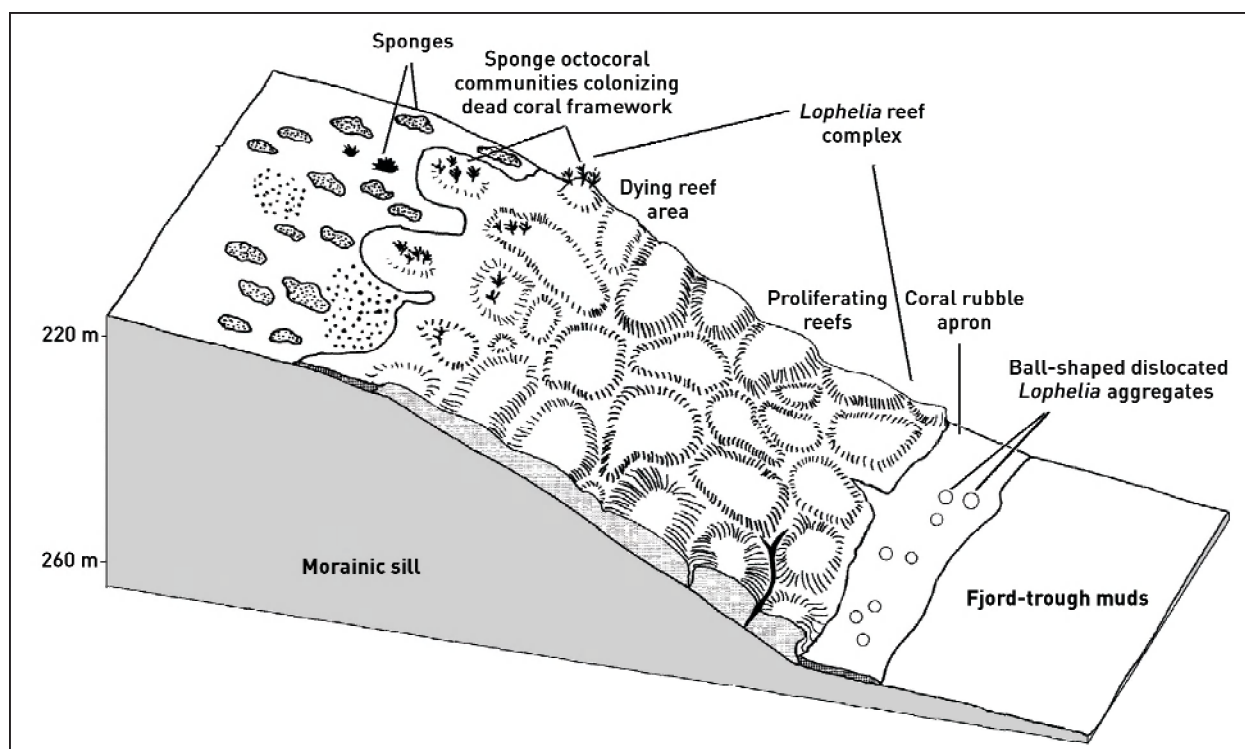 Sponges
Sponge octocoral
communities colonizing
dead coral framework
Lophelia reef
complex
Dying reef
area
Proliferating
reefs
Coral rubble
apron
Ball-shaped dislocated
Lophelia aggregates
220 m
260 m
Morainic sill
Fjord-trough muds